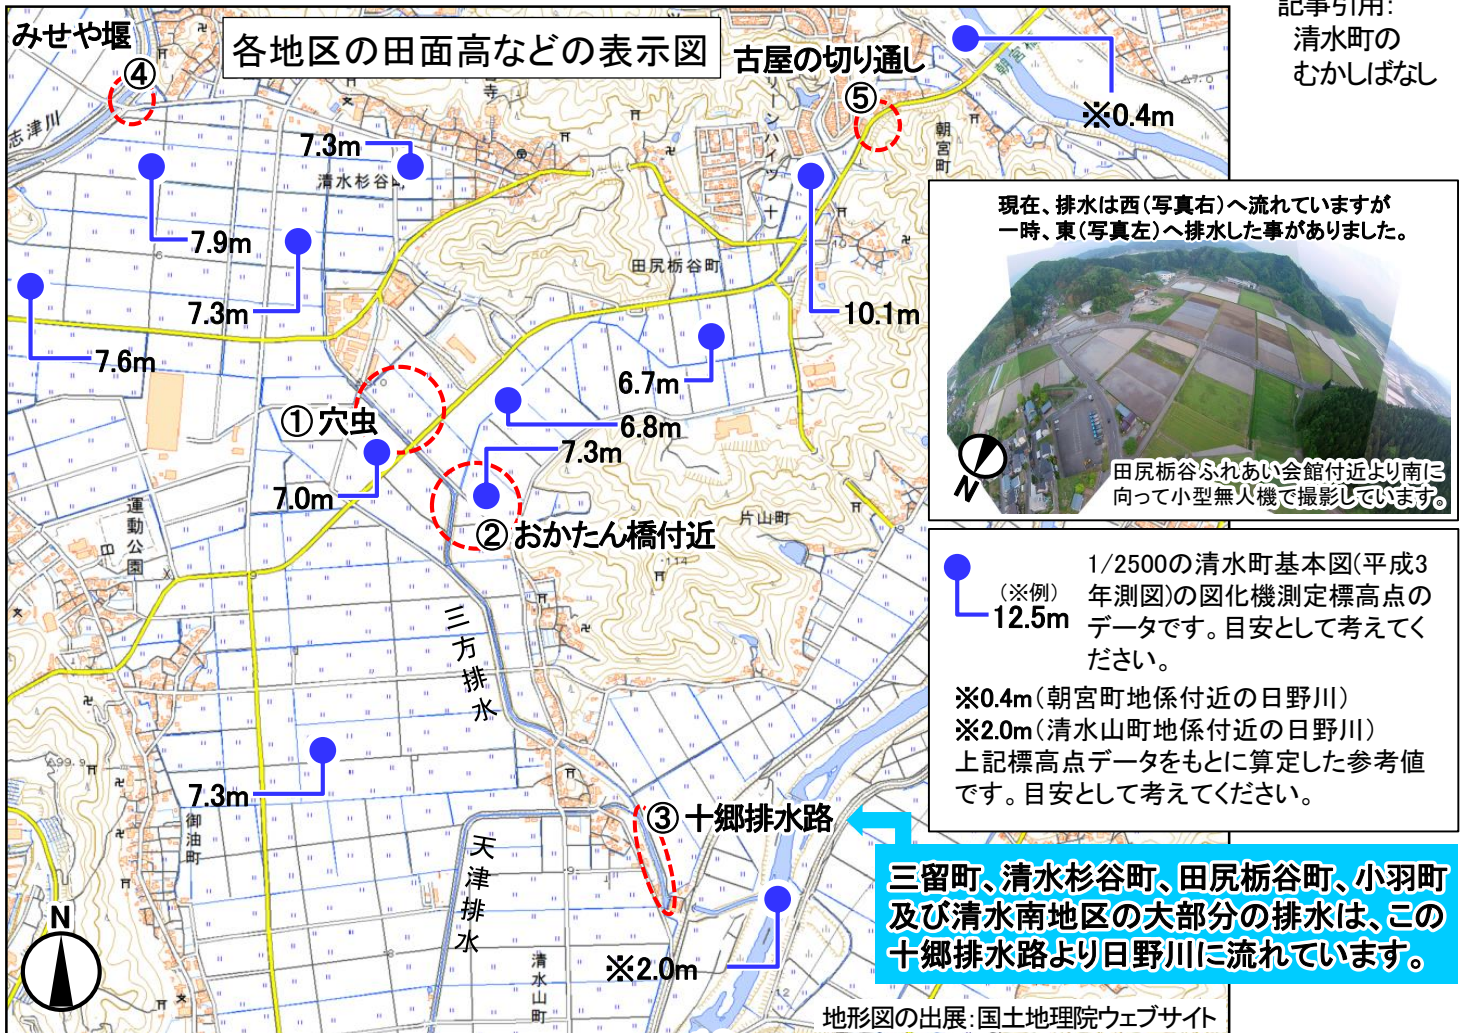 記事引用:
清水町の
むかしばなし
みせや堰
④
各地区の田面高などの表示図
古屋の切り通し
⑤
※0.4m
志津川
7.3m
清水杉谷町
朝宮町
7.9m
7.3m
7.6m
田尻栃谷町
10.1m
6.7m
6.8m
7.3m
①穴虫
7.0m
②おかたん橋付近
運動公園
片山町
三方排水
7.3m
御油町
③十郷排水路
天津排水
清水山町
※2.0m
N
現在、排水は西(写真右)へ流れていますが
一時、東(写真左)へ排水した事がありました。
N
田尻栃谷ふれあい会館付近より南に
向って小型無人機で撮影しています。
(※例)
12.5m
1/2500の清水町基本図(平成3
年測図)の図化機測定標高点の
データです。目安として考えてく
ださい。
※0.4m(朝宮町地係付近の日野川)
※2.0m(清水山町地係付近の日野川)
上記標高点データをもとに算定した参考値
です。目安として考えてください。
三留町、清水杉谷町、田尻栃谷町、小羽町
及び清水南地区の大部分の排水は、この
十郷排水路より日野川に流れています。
地形図の出展:国土地理院ウェブサイト